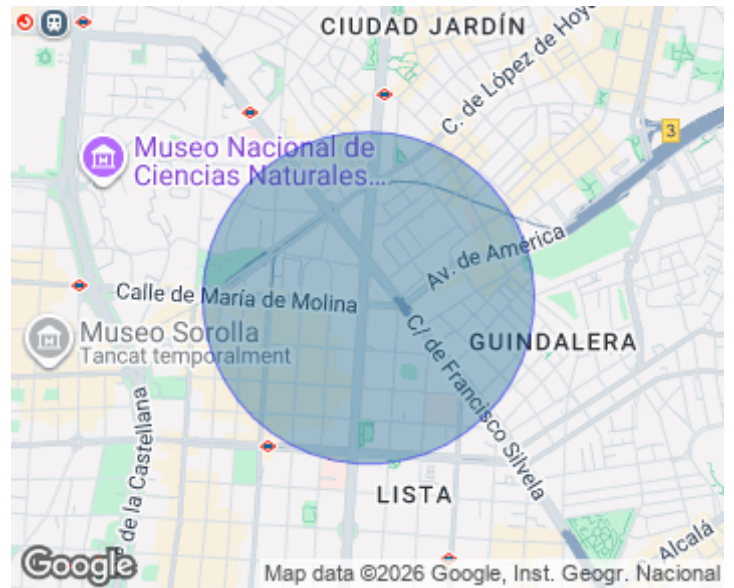 CIUDAD JARDÍN
C. de López de Hoyo
3
Museo Nacional de
Ciencias Naturales....
Av. de América
Calle de María de Molina
Museo Sorolla
Tancat temporalment
GUINDALERA
C/ de Francisco Silvela
de la Castellana
LISTA
Alcalá
Google
Map data ©2026 Google, Inst. Geogr. Nacional